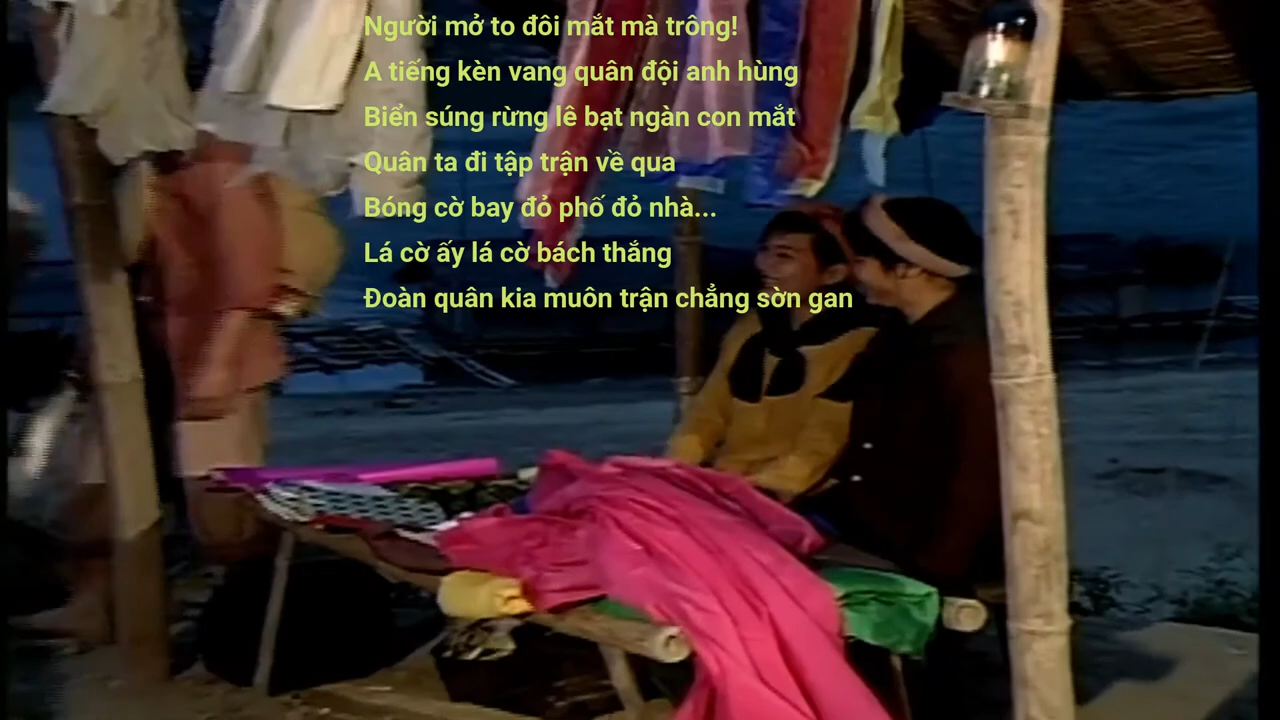 Người mở to đôi mắt mà trông!
A tiếng kèn vang quân đội anh hùng
Biển súng rừng lê bạt ngàn con mắt
Quân ta đi tập trận về qua
Bóng cờ bay đỏ phố đỏ nhà...
Lá cờ ấy lá cờ bách thắng
Đoàn quân kia muôn trận chẳng sờn gan